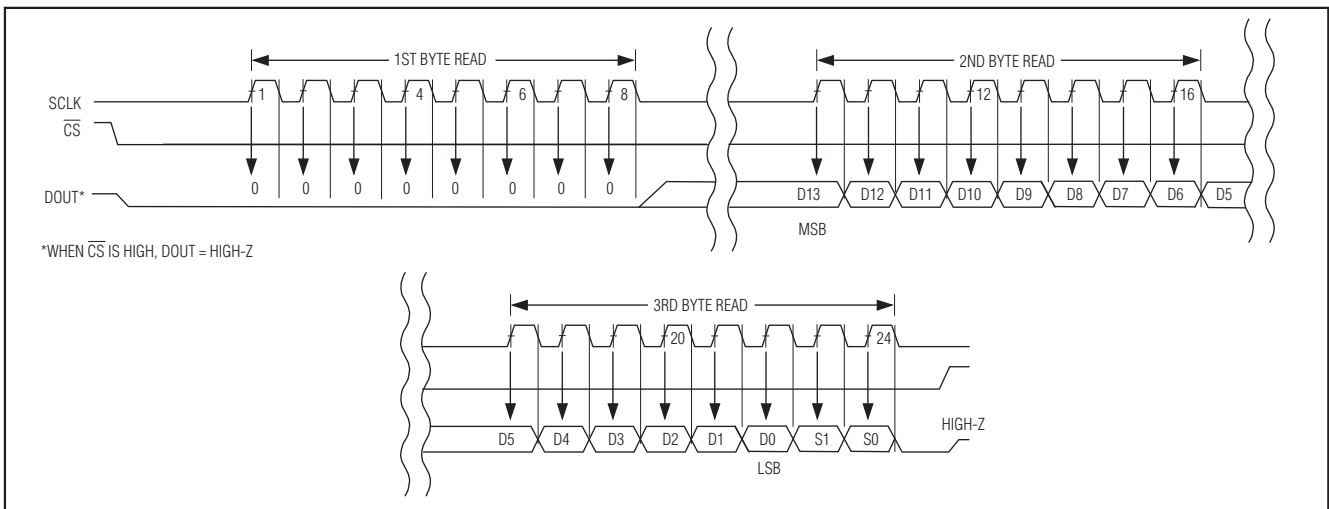 1ST BYTE READ
2ND BYTE READ
SCLK 1 4 6 8 12 16
CS
0 0 0 0 0 0 0 0
DOUT* D13 D12 D11 D10 D9 D8 D7 D6 D5
MSB
*WHEN CS IS HIGH, DOUT = HIGH-Z
3RD BYTE READ
20 24
HIGH-Z
D5 D4 D3 D2 D1 D0 S1 S0
LSB